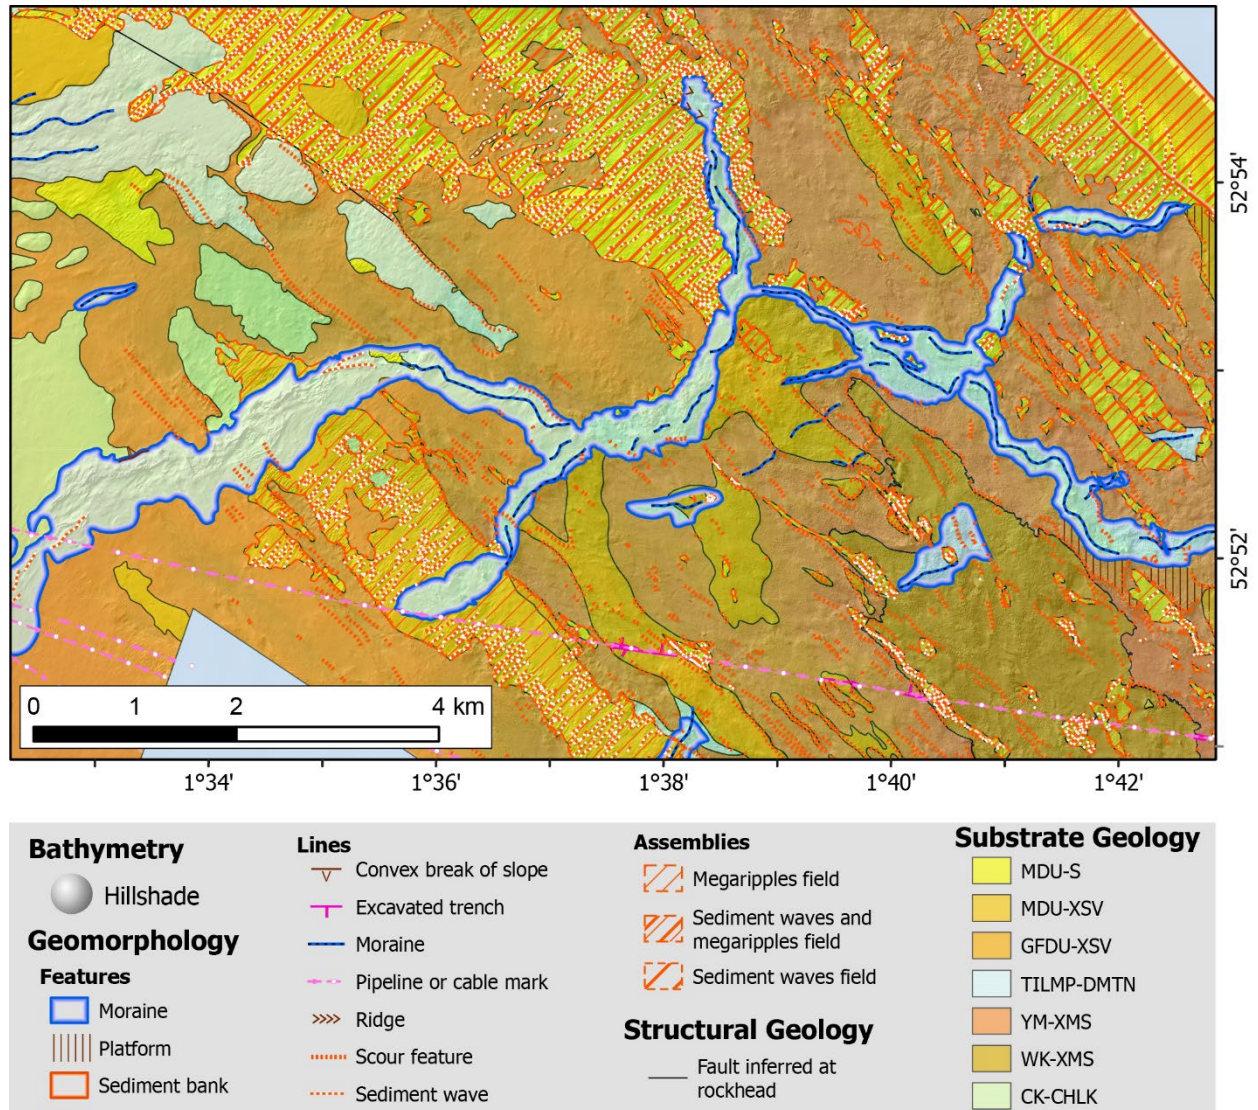 52°54'
52°52'
0 1 2 4 km
1°34' 1°36' 1°38' 1°40' 1°42'
Bathymetry
Hillshade
Geomorphology
Features
Moraine
Platform
Sediment bank
Lines
Convex break of slope
Excavated trench
Moraine
Pipeline or cable mark
Ridge
Scour feature
Sediment wave
Assemblies
Megaripples field
Sediment waves and
megaripples field
Sediment waves field
Structural Geology
Fault inferred at
rockhead
Substrate Geology
MDU-S
MDU-XSV
GFDU-XSV
TILMP-DMTN
YM-XMS
WK-XMS
CK-CHLK